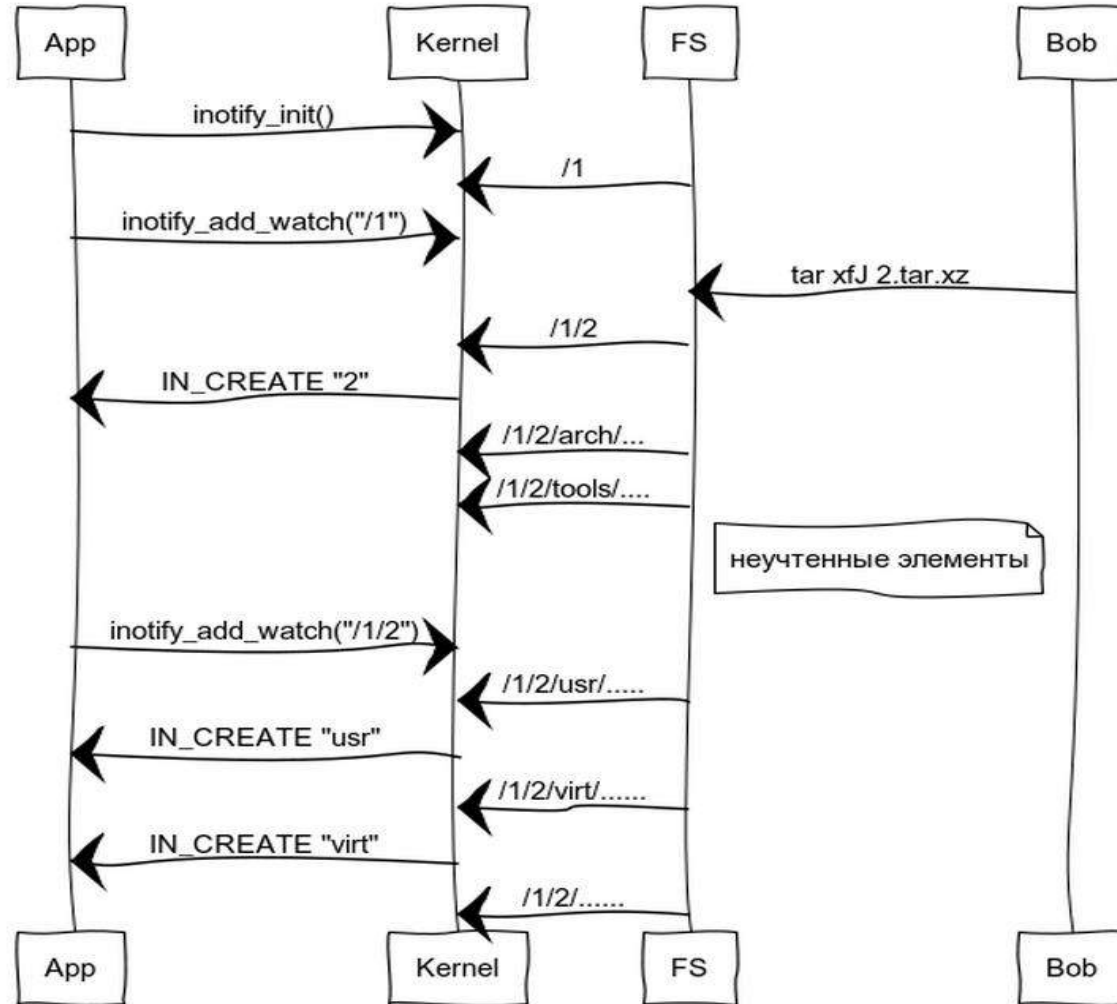 App Kernel FS Bob
inotify_init()
/1
inotify_add_watch("/1")
tar xfJ 2.tar.xz
/1/2
IN_CREATE "2"
/1/2/arch/...
/1/2/tools/....
неучтенные элементы
inotify_add_watch("/1/2")
/1/2/usr/.....
IN_CREATE "usr"
/1/2/virt/......
IN_CREATE "virt"
/1/2/......
App Kernel FS Bob